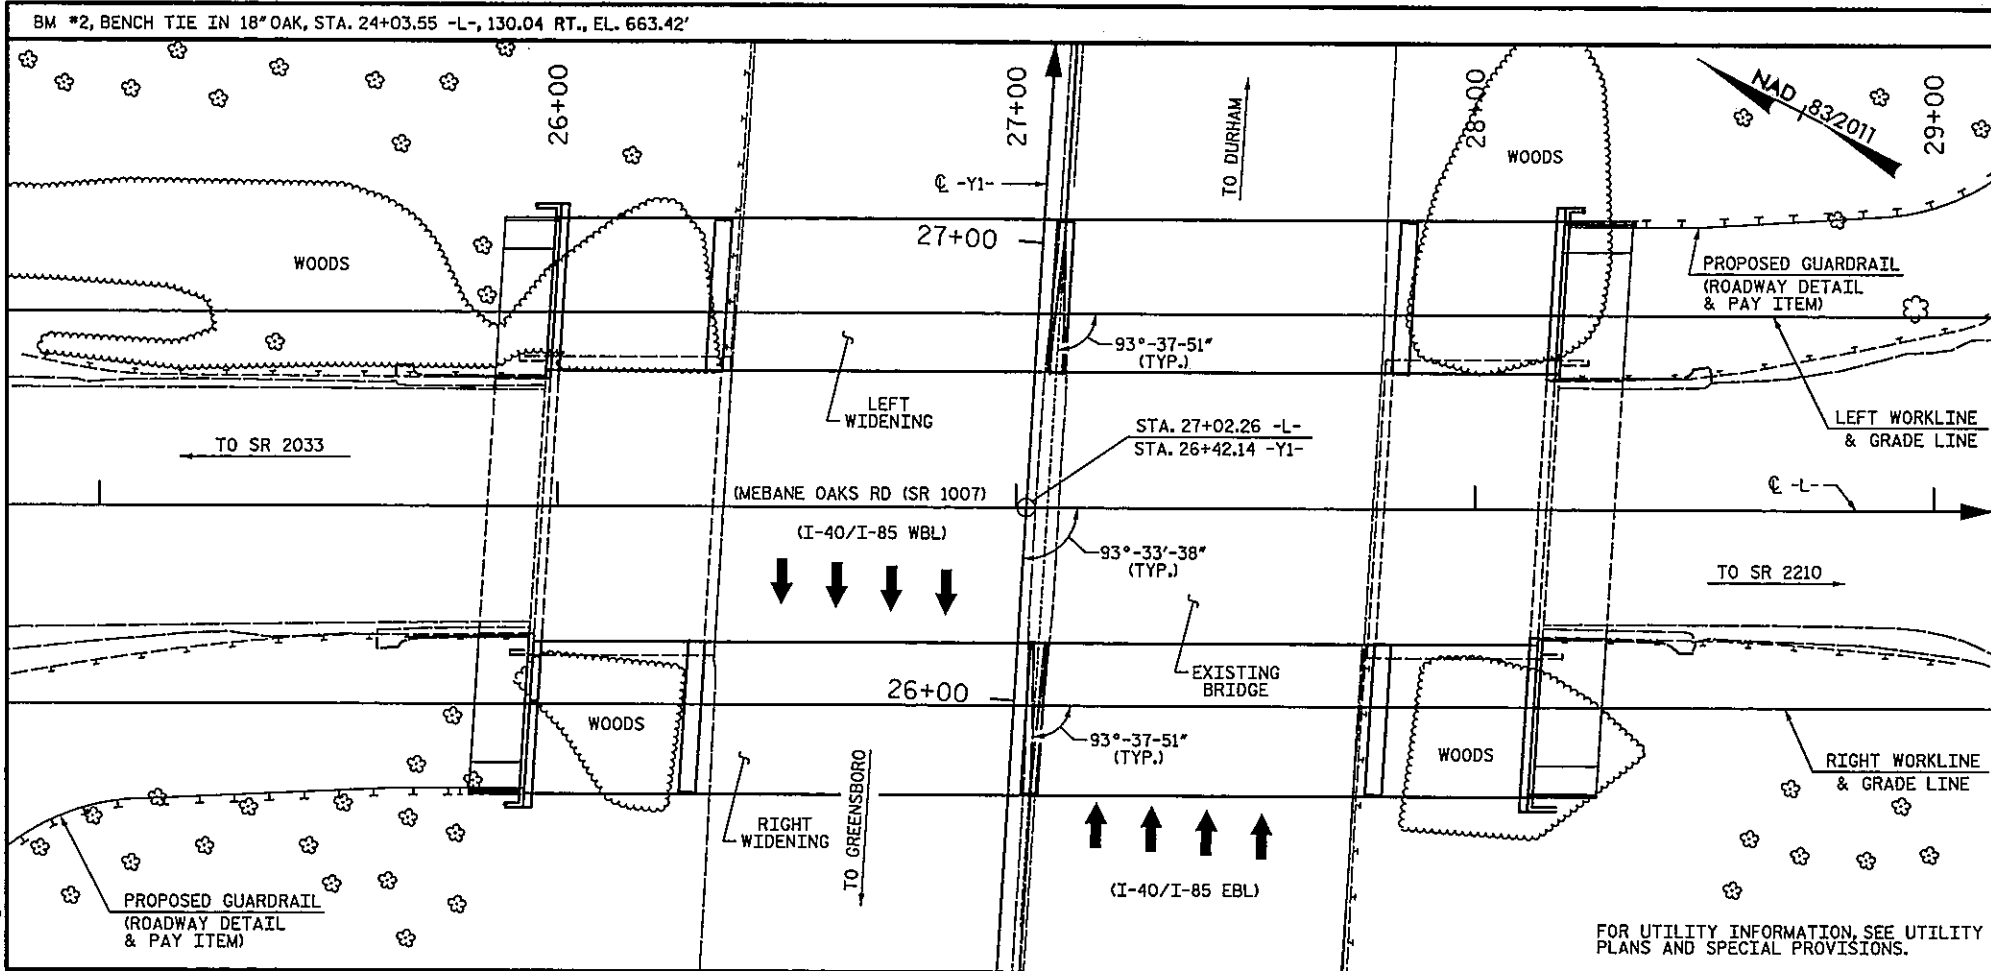 BM #2, BENCH TIE IN 18" OAK, STA. 24+03.55 -L-, 130.04 RT., EL. 663.42'
26+00
27+00
28+00
29+00
NAD 83/2011
TO DURHAM
WOODS
℄ -Y1-
27+00
WOODS
PROPOSED GUARDRAIL
(ROADWAY DETAIL
& PAY ITEM)
93°-37'-51"
(TYP.)
LEFT
WIDENING
LEFT WORKLINE
& GRADE LINE
TO SR 2033
STA. 27+02.26 -L-
STA. 26+42.14 -Y1-
(MEBANE OAKS RD (SR 1007)
℄ -L-
(I-40/I-85 WBL)
93°-33'-38"
(TYP.)
TO SR 2210
EXISTING
BRIDGE
26+00
WOODS
93°-37'-51"
(TYP.)
WOODS
RIGHT WORKLINE
& GRADE LINE
RIGHT
WIDENING
TO GREENSBORO
(I-40/I-85 EBL)
PROPOSED GUARDRAIL
(ROADWAY DETAIL
& PAY ITEM)
FOR UTILITY INFORMATION, SEE UTILITY
PLANS AND SPECIAL PROVISIONS.